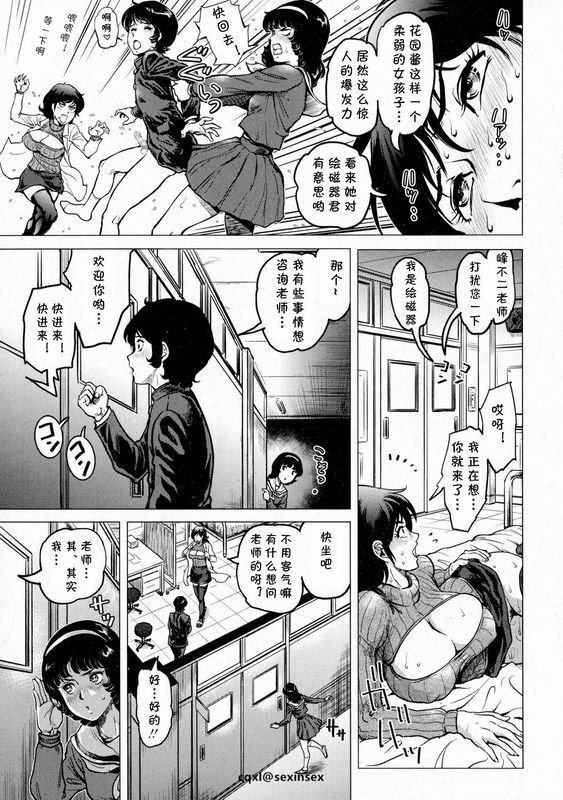 花园酱这样一个
柔弱的女孩子…
居然这么惊
人的爆发力
看来她对
绘磁器君
有意思哟
快回去、
啊啊♡
喂喂喂!
等一下啊
峰不二老师
打扰您一下
我是绘磁器
哎呀!
我正在想
你就来了…
那个~
我有些事情想
咨询老师…
欢迎你哟…
快进来!
快进来!
コン
コン
快坐吧
不用客气嘛
有什么想问
老师的呀?
好…好的!!
老师…
其、其实
我…
cqxl@sexinsex